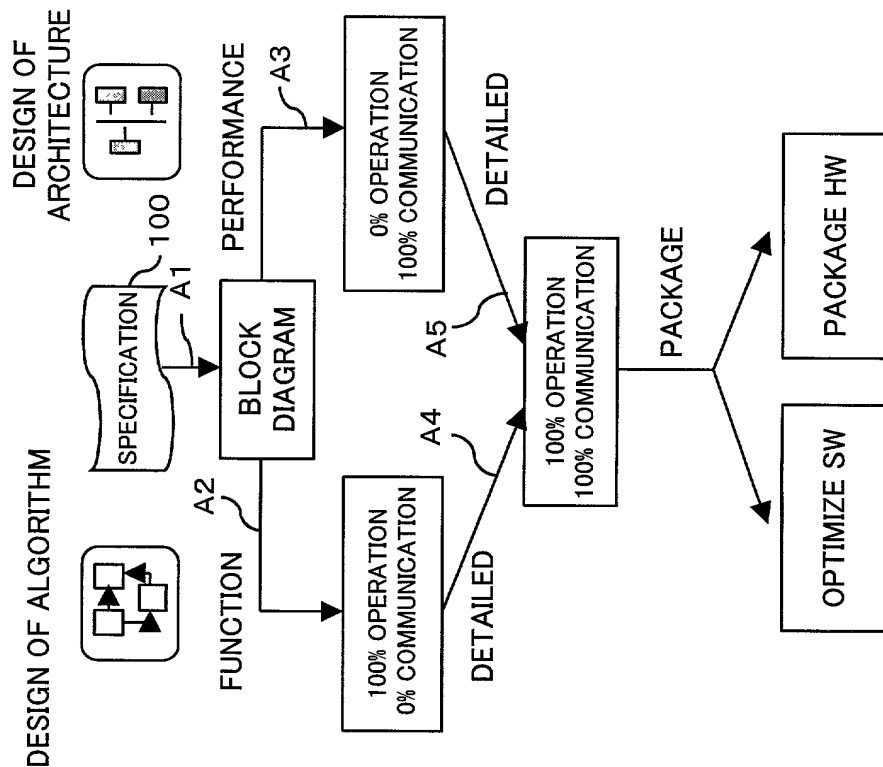 DESIGN OF ALGORITHM
DESIGN OF
ARCHITECTURE
SPECIFICATION
100
A1
A2
FUNCTION
BLOCK
DIAGRAM
PERFORMANCE
A3
100% OPERATION
0% COMMUNICATION
0% OPERATION
100% COMMUNICATION
DETAILED
A4
A5
DETAILED
100% OPERATION
100% COMMUNICATION
PACKAGE
OPTIMIZE SW
PACKAGE HW